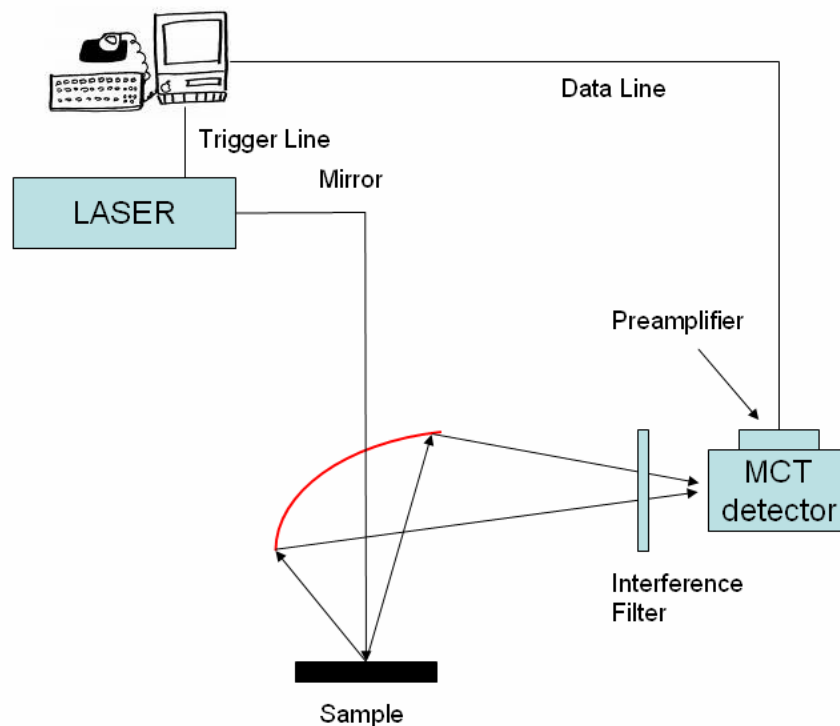 Data Line
Trigger Line
Mirror
LASER
Preamplifier
MCT
detector
Interference
Filter
Sample